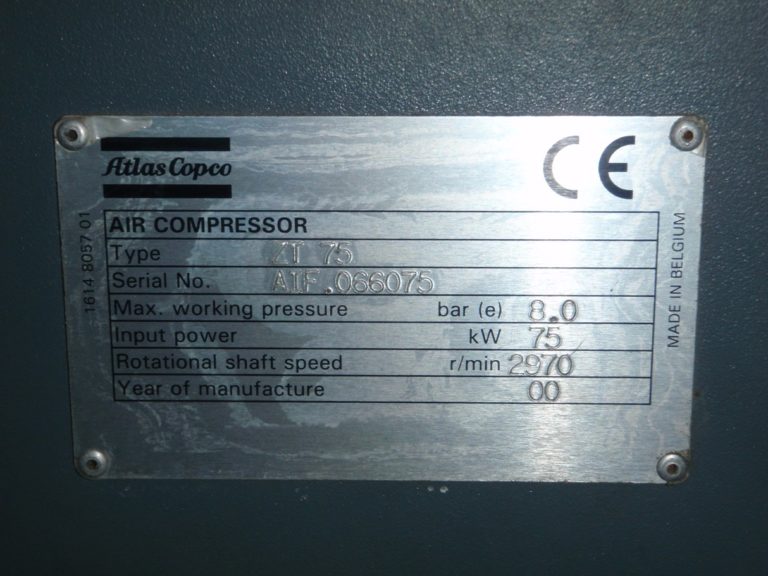 Atlas Copco
CE
AIR COMPRESSOR
Type ZT 75
Serial No. AIF.066075
Max. working pressure bar (e) 8.0
Input power kW 75
Rotational shaft speed r/min 2970
Year of manufacture 00
1614 8057 01
MADE IN BELGIUM